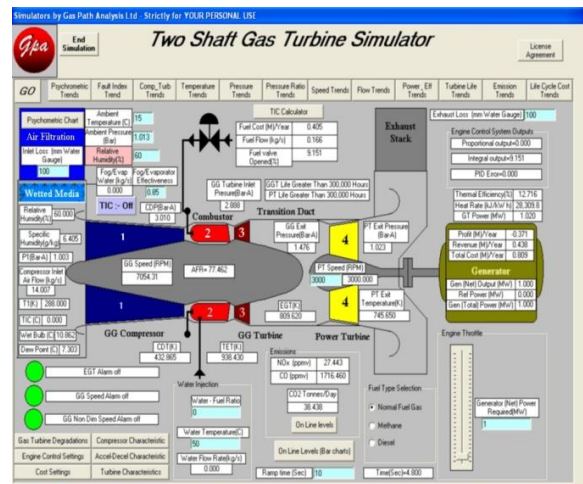 Simulators by Gas Path Analysis Ltd - Strictly for YOUR PERSONAL USE
Gpa
End Simulation
Two Shaft Gas Turbine Simulator
License Agreement
GO
Psychrometric Trends
Fault Index Trend
Comp_Turb Trends
Temperature Trends
Pressure Trends
Pressure Ratio Trends
Speed Trends
Flow Trends
Power_Eff Trends
Turbine Life Trends
Emission Trends
Life Cycle Cost Trends
Psychometric Chart
Ambient Temperature (C) 15
Air Filtration
Ambient Pressure (Bar) 1.013
Inlet Loss (mm Water Gauge) 100
Relative Humidity(%) 60
Wetted Media
Fog/Evap Water (kg/s) 0.000
Fog/Evaporator Effectiveness 0.85
TIC :- Off
CDP(Bar-A) 3.010
TIC Calculator
Fuel Cost (M)/Year 0.405
Fuel Flow (kg/s) 0.166
Fuel valve Opened(%) 9.151
GG Turbine Inlet Pressure(Bar-A) 2.888
GGT Life Greater Than 300,000 Hours
PT Life Greater Than 300,000 Hours
Exhaust Stack
Exhaust Loss (mm Water Gauge) 100
Engine Control System Outputs
Proportional output=0.000
Integral output=9.151
PID Error=0.000
Thermal Efficiency(%) 12.716
Heat Rate (kJ/kW h) 28,309.8
GT Power (MW) 1.020
Profit (M)/Year -0.371
Revenue (M)/Year 0.438
Total Cost (M)/Year 0.809
Generator
Gen (Net) Output (MW) 1.000
Ref Power (MW) 0.000
Gen (Total) Power (MW) 1.000
Relative Humidity(%) 60.000
Specific Humidity(g/kg) 6.405
P1(Bar-A) 1.003
Compressor Inlet Air Flow (kg/s) 14.007
T1(K) 288.000
TIC (C) 0.000
Wet Bulb (C) 10.862
Dew Point (C) 7.303
Combustor
Transition Duct
1
2
3
4
GG Exit Pressure(Bar-A) 1.476
PT Exit Pressure (Bar-A) 1.023
GG Speed (RPM) 7054.31
AFR= 77.462
PT Speed (RPM)
3000 3000.000
1
2
3
4
EGT(K) 809.620
PT Exit Temperature(K) 745.650
GG Compressor
GG Turbine
Power Turbine
CDT(K) 432.865
TET(K) 938.430
EGT Alarm off
GG Speed Alarm off
GG Non Dim Speed Alarm off
Water Injection
Water - Fuel Ratio
0
Water Temperature(C)
50
Water Flow Rate(kg/s)
0.000
Emissions
NOx (ppmv) 27.443
CO (ppmv) 1716.460
CO2 Tonnes/Day 38.438
On Line levels
On Line Levels (Bar charts)
Fuel Type Selection
Normal Fuel Gas
Methane
Diesel
Engine Throttle
Generator (Net) Power Required(MW)
1
Gas Turbine Degradations
Compressor Characteristic
Engine Control Settings
Accel-Decel Characteristic
Cost Settings
Turbine Characteristics
Ramp time (Sec) 10
Time(Sec)=4.800